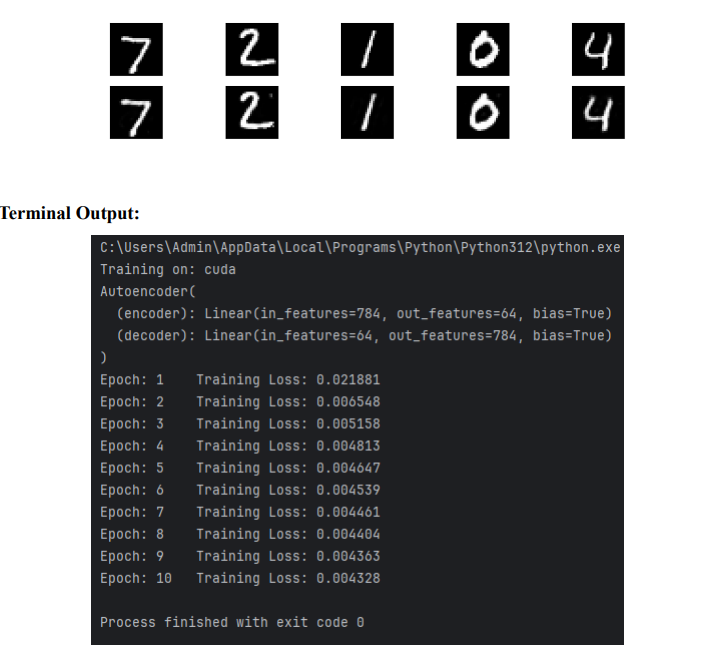 7 2 1 0 4
7 2 1 0 4
Terminal Output:
C:\Users\Admin\AppData\Local\Programs\Python\Python312\python.exe
Training on: cuda
Autoencoder(
  (encoder): Linear(in_features=784, out_features=64, bias=True)
  (decoder): Linear(in_features=64, out_features=784, bias=True)
)
Epoch: 1    Training Loss: 0.021881
Epoch: 2    Training Loss: 0.006548
Epoch: 3    Training Loss: 0.005158
Epoch: 4    Training Loss: 0.004813
Epoch: 5    Training Loss: 0.004647
Epoch: 6    Training Loss: 0.004539
Epoch: 7    Training Loss: 0.004461
Epoch: 8    Training Loss: 0.004404
Epoch: 9    Training Loss: 0.004363
Epoch: 10   Training Loss: 0.004328
Process finished with exit code 0